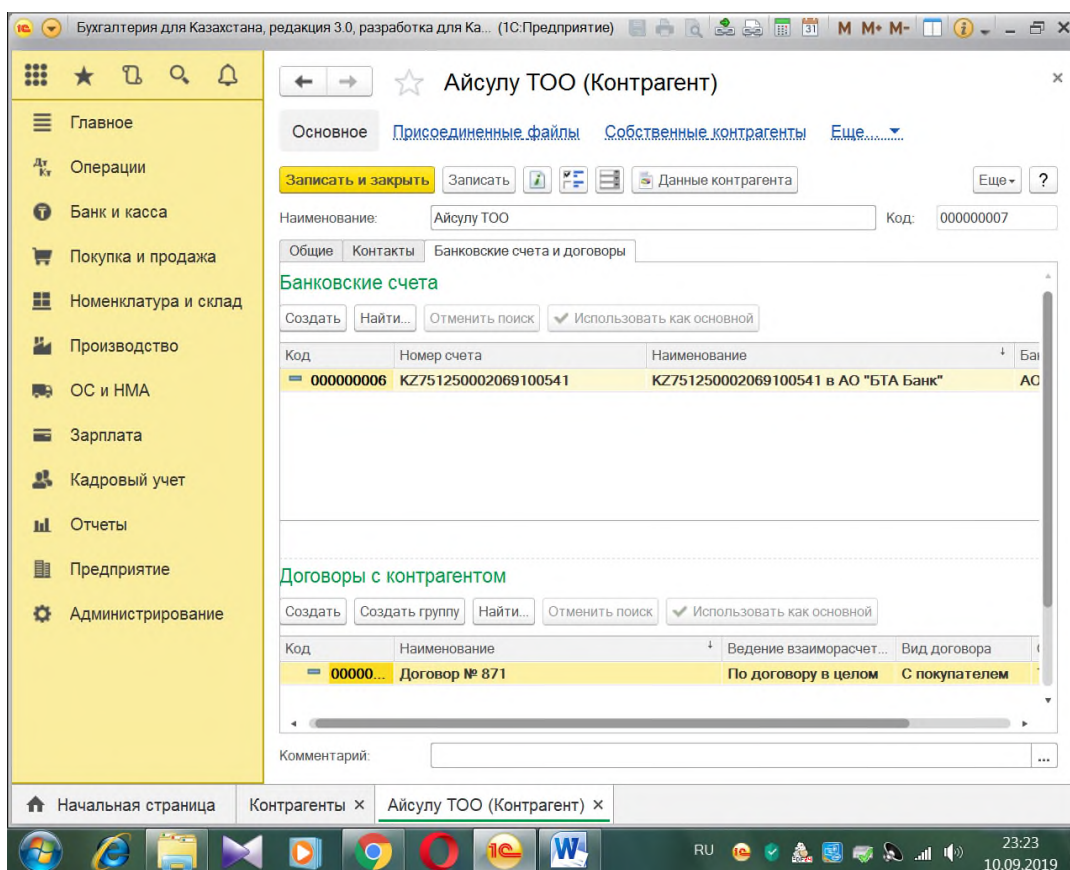 Бухгалтерия для Казахстана, редакция 3.0, разработка для Ка... (1С:Предприятие) 31 M M+ M-
Айсулу ТОО (Контрагент)
Главное
Операции
Банк и касса
Покупка и продажа
Номенклатура и склад
Производство
ОС и НМА
Зарплата
Кадровый учет
Отчеты
Предприятие
Администрирование
Основное Присоединенные файлы Собственные контрагенты Еще...
Записать и закрыть Записать Данные контрагента Еще ?
Наименование: Айсулу ТОО Код: 000000007
Общие Контакты Банковские счета и договоры
Банковские счета
Создать Найти... Отменить поиск Использовать как основной
Код Номер счета Наименование
000000006 KZ751250002069100541 KZ751250002069100541 в АО "БТА Банк" АО
Договоры с контрагентом
Создать Создать группу Найти... Отменить поиск Использовать как основной
Код Наименование Ведение взаиморасчет... Вид договора
00000... Договор № 871 По договору в целом С покупателем
Комментарий: ...
Начальная страница Контрагенты × Айсулу ТОО (Контрагент) ×
RU 23:23
10.09.2019